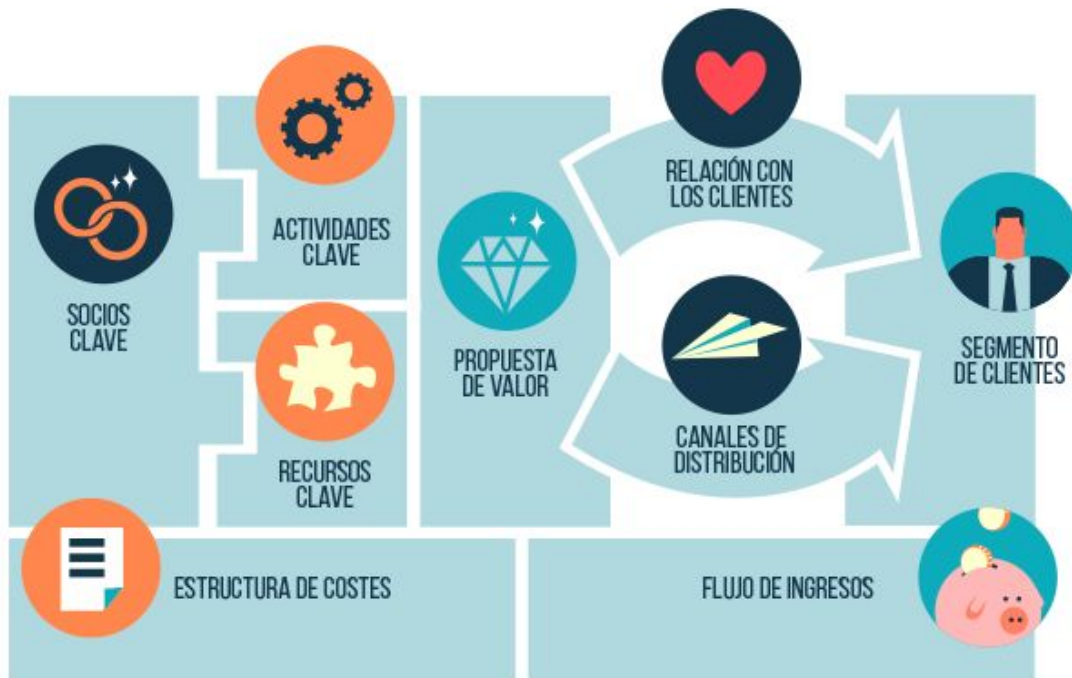 SOCIOS
CLAVE
ACTIVIDADES
CLAVE
RECURSOS
CLAVE
PROPUESTA
DE VALOR
RELACIÓN CON
LOS CLIENTES
CANALES DE
DISTRIBUCIÓN
SEGMENTO
DE CLIENTES
ESTRUCTURA DE COSTES
FLUJO DE INGRESOS